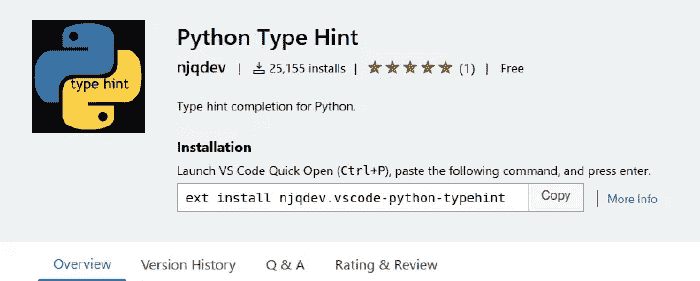 Python Type Hint
njqdev | 25,155 installs | (1) | Free
type hint
Type hint completion for Python.
Installation
Launch VS Code Quick Open (Ctrl+P), paste the following command, and press enter.
ext install njqdev.vscode-python-typehint Copy | More Info
Overview Version History Q & A Rating & Review